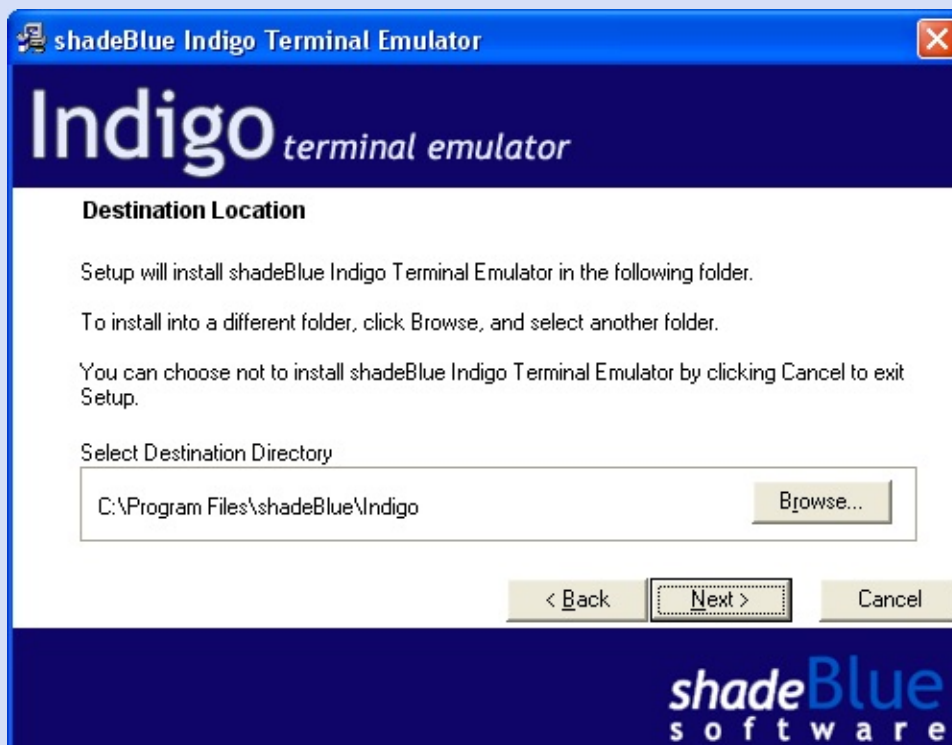 shadeBlue Indigo Terminal Emulator
Indigo terminal emulator
Destination Location
Setup will install shadeBlue Indigo Terminal Emulator in the following folder.
To install into a different folder, click Browse, and select another folder.
You can choose not to install shadeBlue Indigo Terminal Emulator by clicking Cancel to exit
Setup.
Select Destination Directory
C:\Program Files\shadeBlue\Indigo
Browse...
< Back
Next >
Cancel
shadeBlue
software